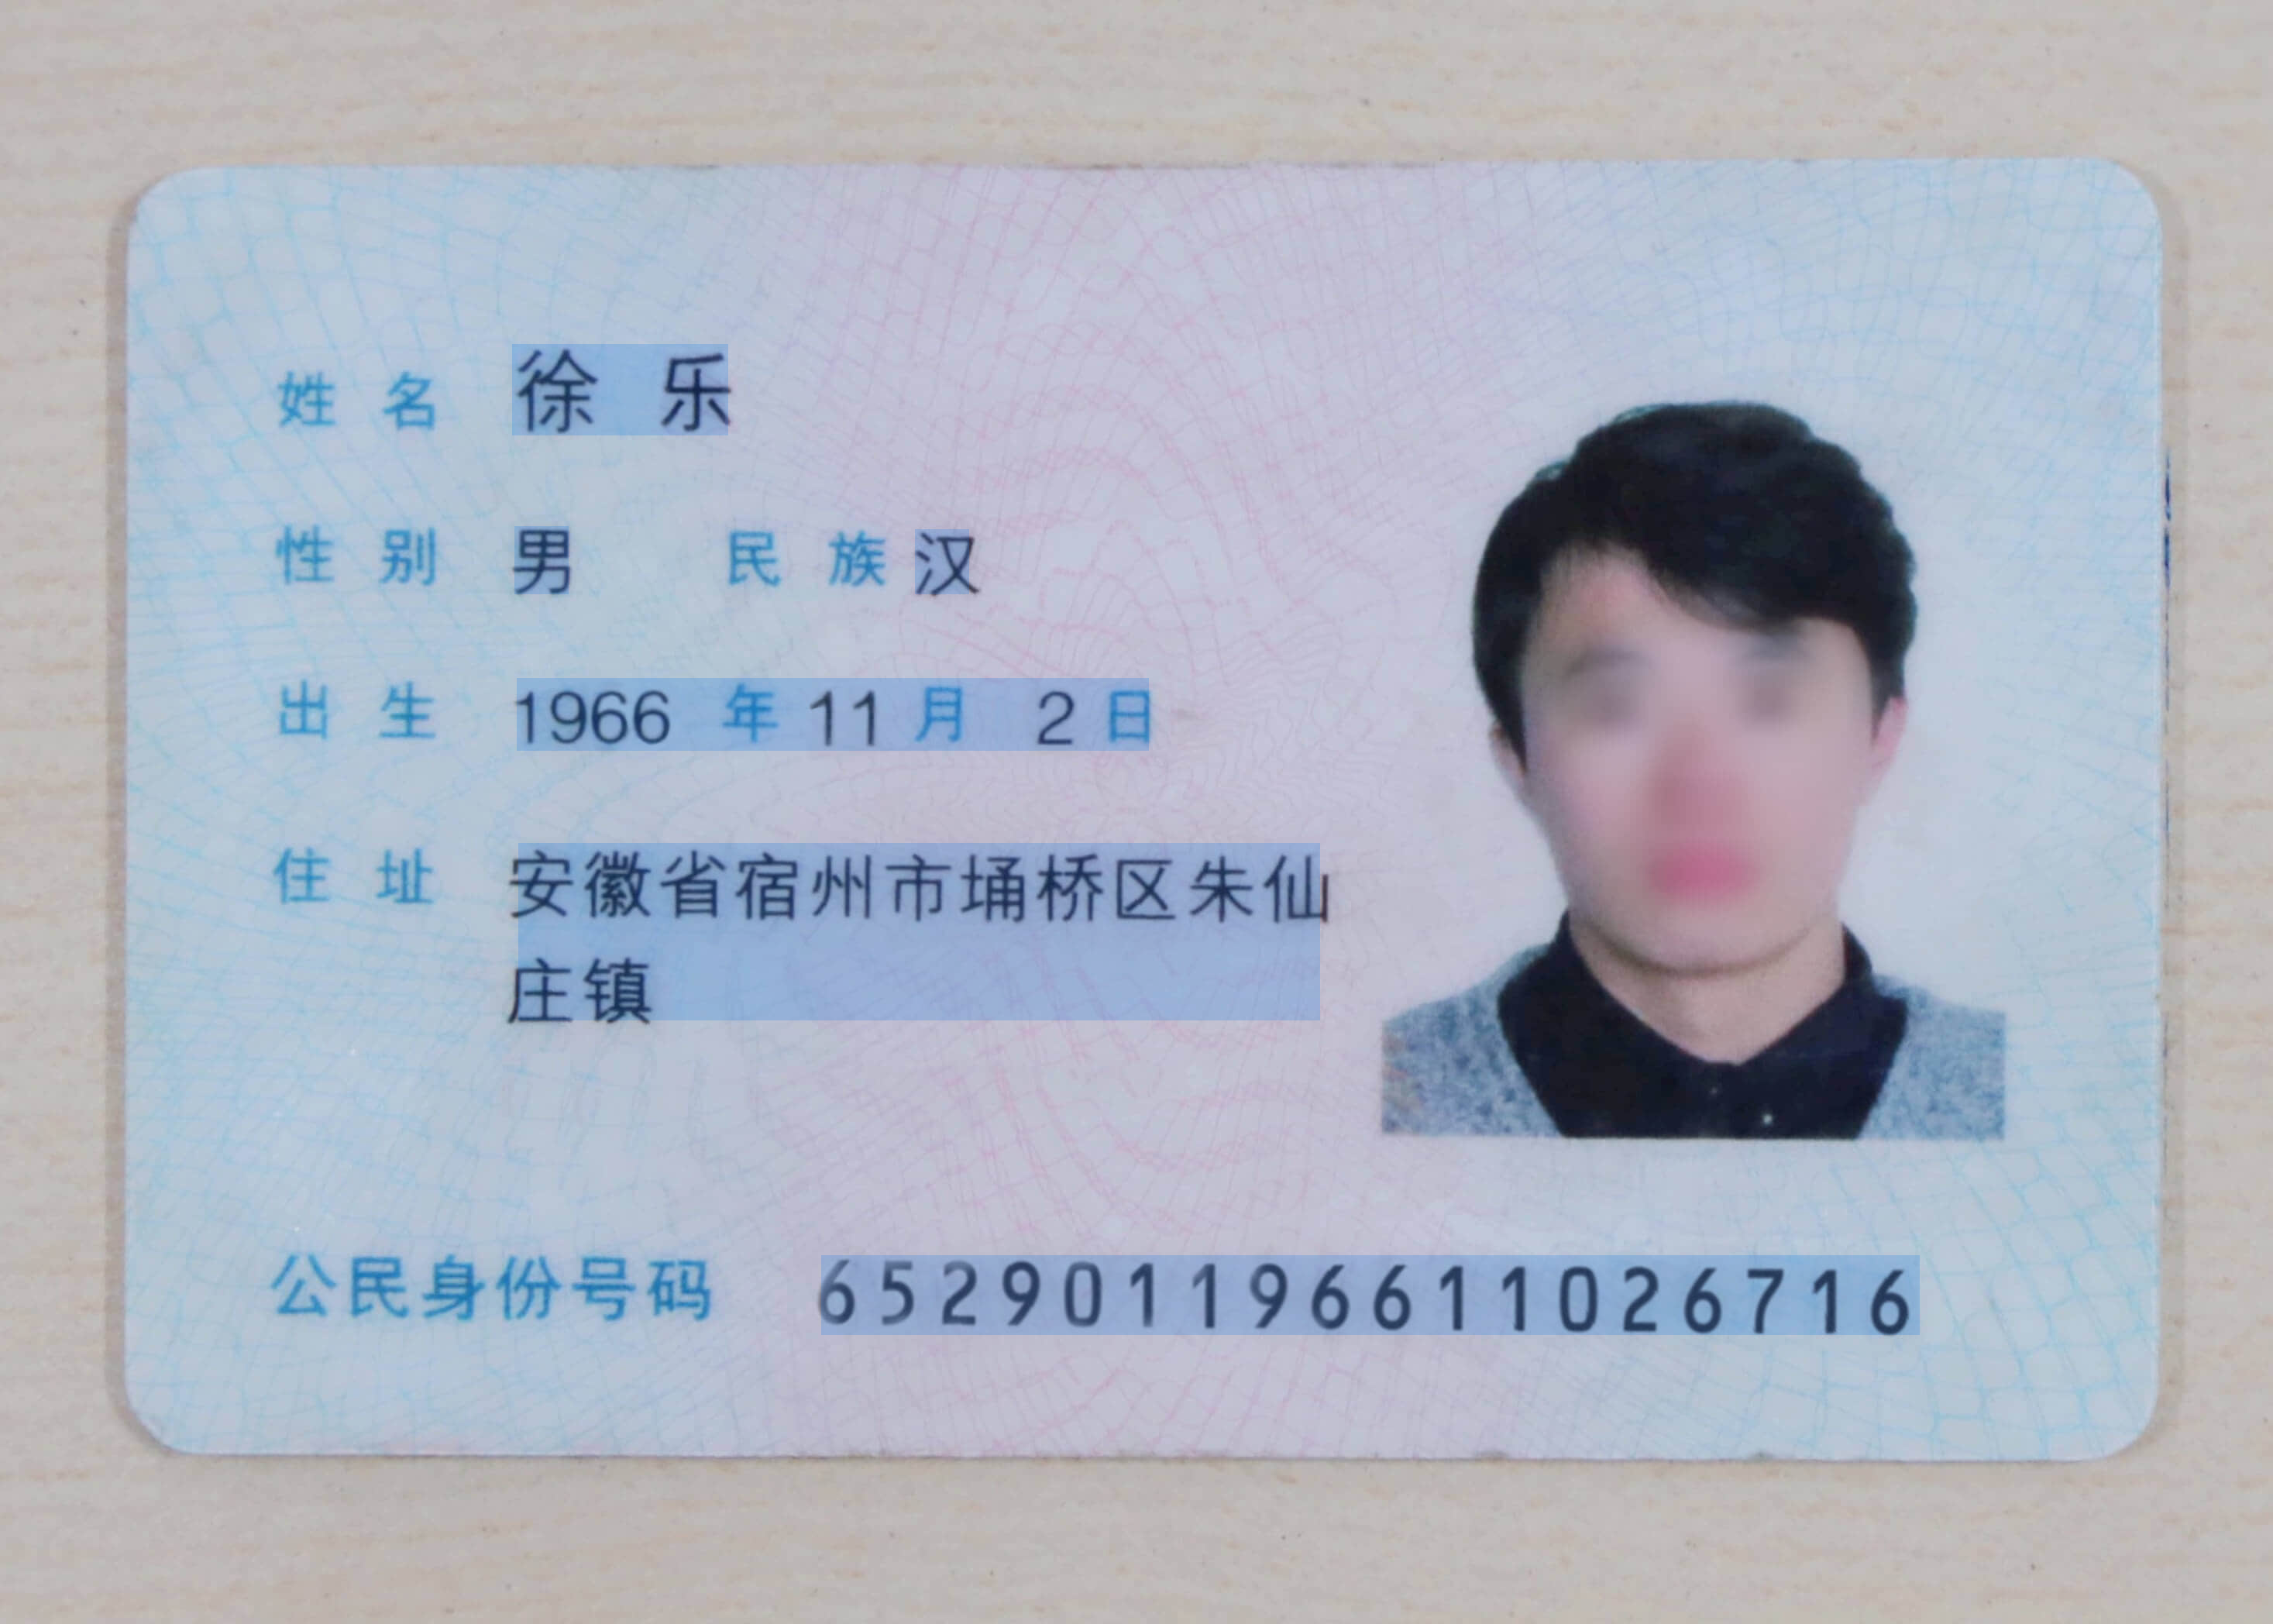 姓名 徐乐
性别 男 民族 汉
出生 1966 年 11 月 2 日
住址 安徽省宿州市埇桥区朱仙
庄镇
公民身份号码 652901196611026716